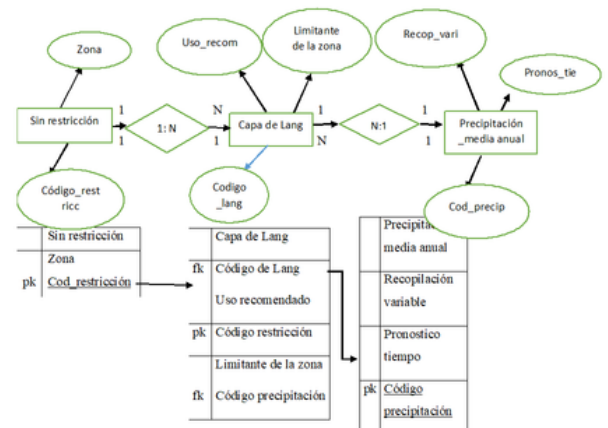 Zona
Uso_recom
Limitante
de la zona
Recop_vari
Pronos_tie
Sin restricción
1
1
1: N
N
1
Capa de Lang
1
N
N:1
1
1
Precipitación
_media anual
Código_rest
ricc
Codigo
_lang
Cod_precip
Sin restricción
Zona
pk Cod_restricción
Capa de Lang
fk Código de Lang
Uso recomendado
pk Código restricción
Limitante de la zona
fk Código precipitación
media anual
Recopilación
variable
Pronostico
tiempo
pk Código
precipitación